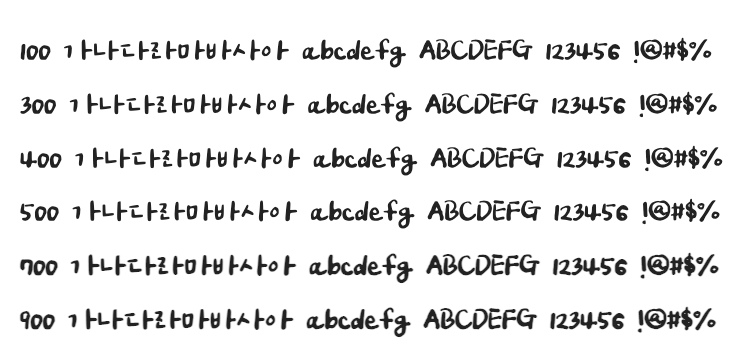 100 가나다라마바사아 abcdefg ABCDEFG 123456 !@#$%
300 가나다라마바사아 abcdefg ABCDEFG 123456 !@#$%
400 가나다라마바사아 abcdefg ABCDEFG 123456 !@#$%
500 가나다라마바사아 abcdefg ABCDEFG 123456 !@#$%
700 가나다라마바사아 abcdefg ABCDEFG 123456 !@#$%
900 가나다라마바사아 abcdefg ABCDEFG 123456 !@#$%